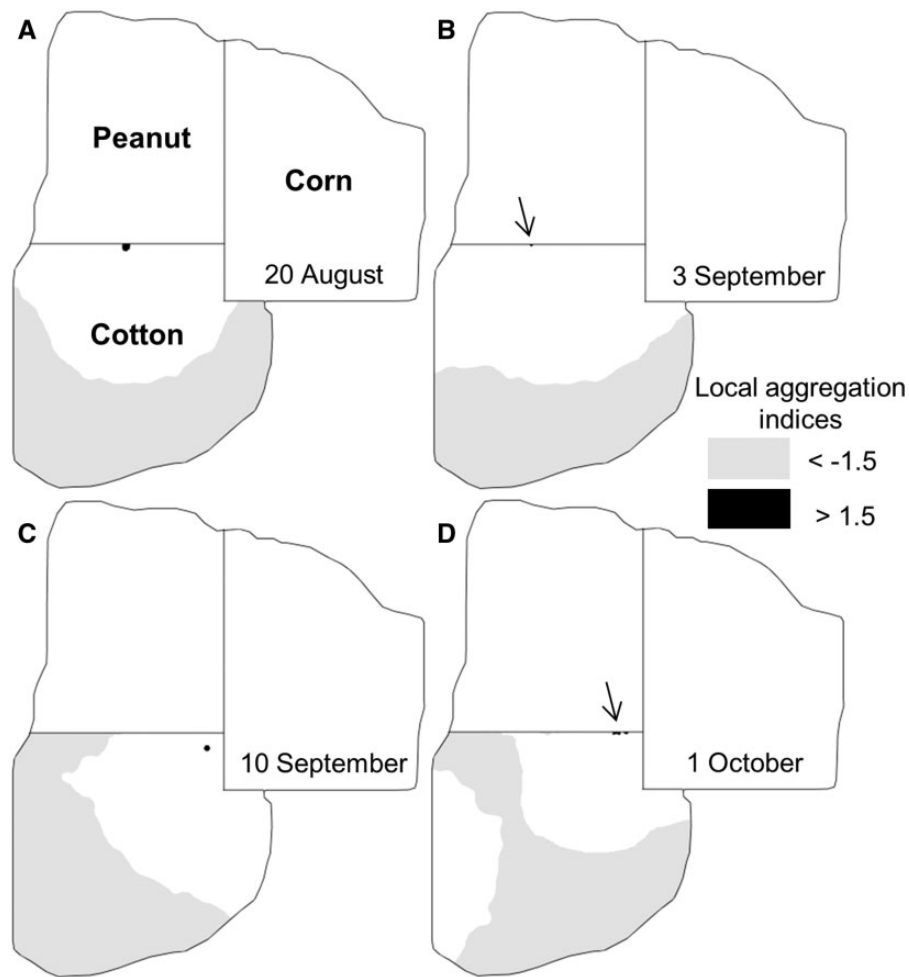 A
Peanut
Corn
20 August
Cotton
B
3 September
Local aggregation
indices
< -1.5
> 1.5
C
10 September
D
1 October